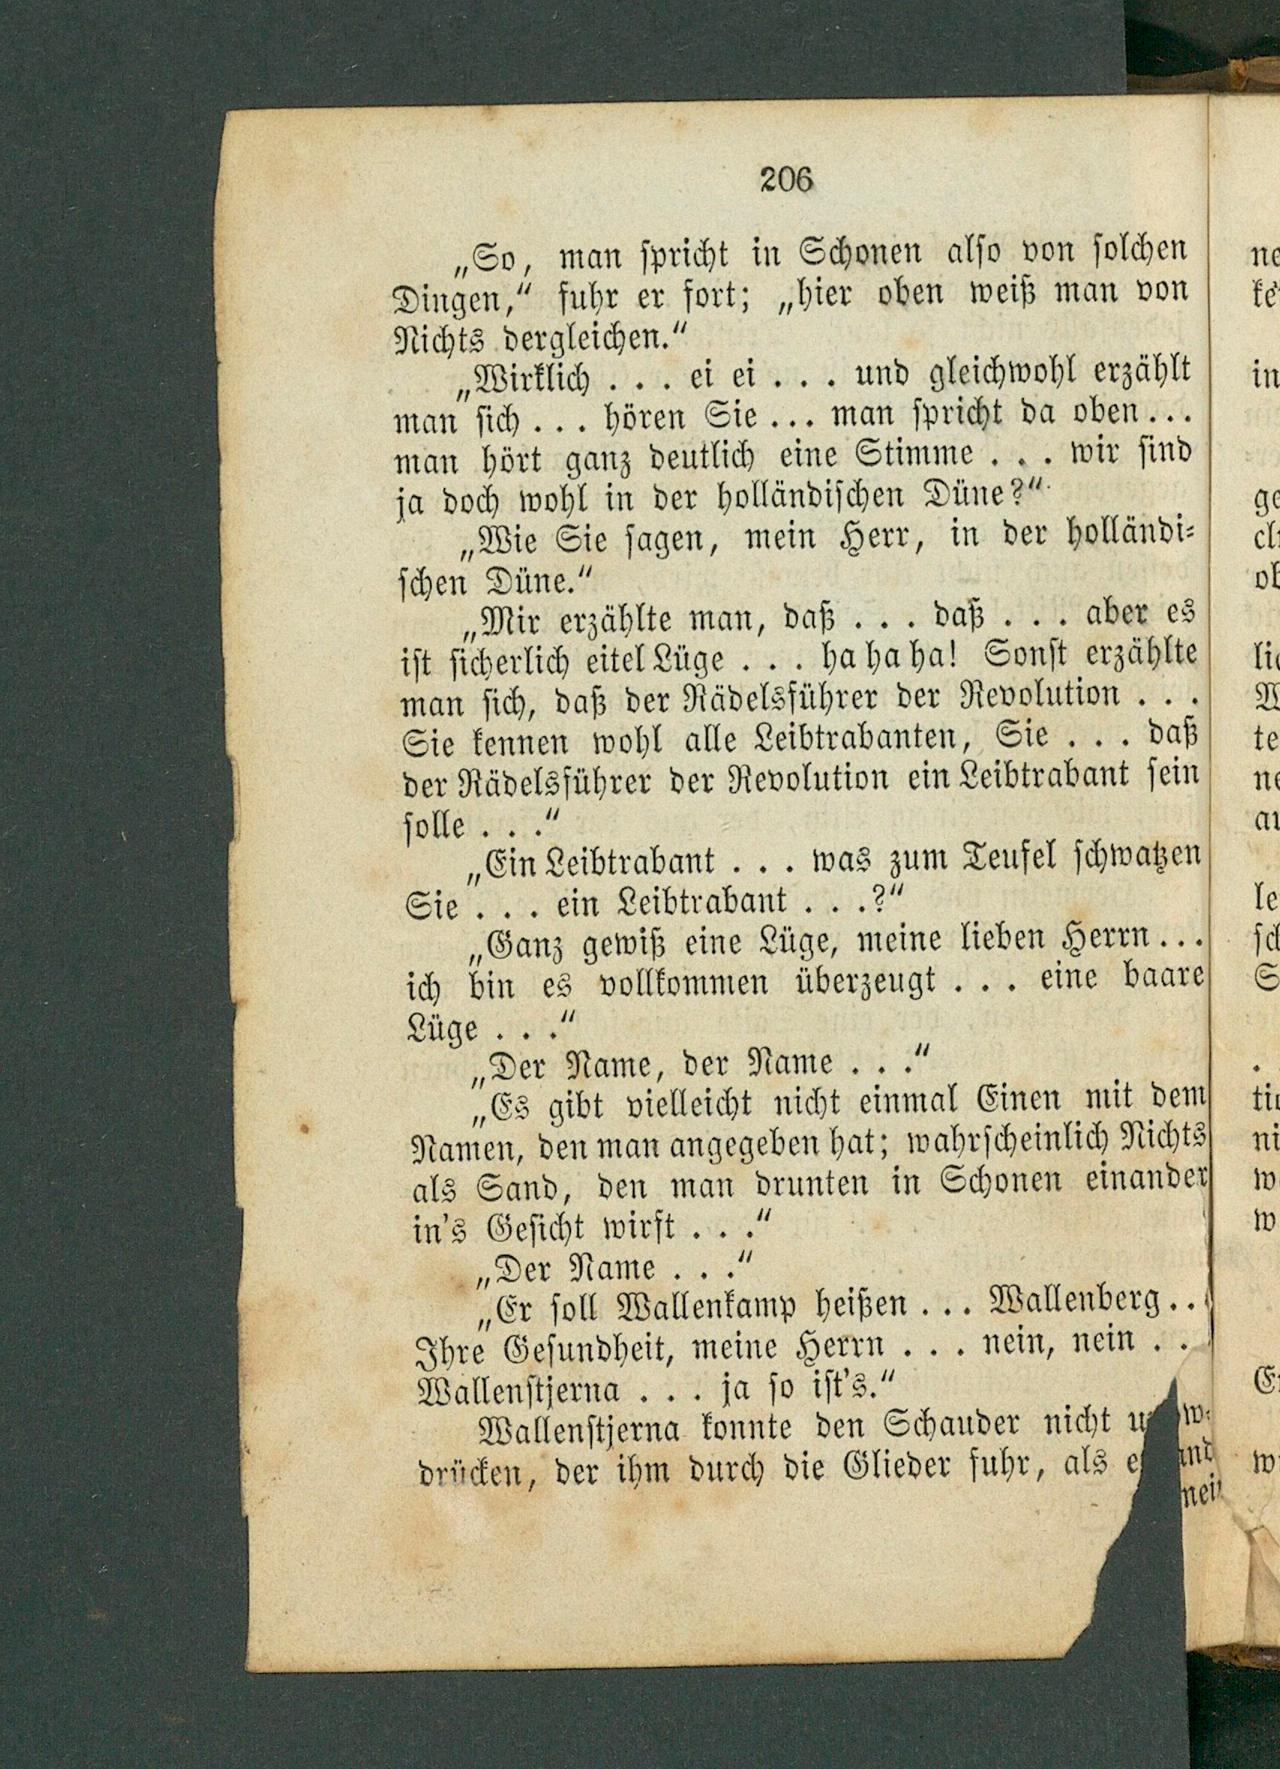 206
„So, man spricht in Schonen also von solchen
Dingen,“ fuhr er fort; „hier oben weiß man von
Nichts dergleichen.“
„Wirklich . . . ei ei . . . und gleichwohl erzählt
man sich . . . hören Sie . . . man spricht da oben . . .
man hört ganz deutlich eine Stimme . . . wir sind
ja doch wohl in der holländischen Düne?“
„Wie Sie sagen, mein Herr, in der holländi-
schen Düne.“
„Mir erzählte man, daß . . . daß . . . aber es
ist sicherlich eitel Lüge . . . ha ha ha! Sonst erzählte
man sich, daß der Rädelsführer der Revolution . . .
Sie kennen wohl alle Leibtrabanten, Sie . . . daß
der Rädelsführer der Revolution ein Leibtrabant sein
solle . . .“
„Ein Leibtrabant . . . was zum Teufel schwatzen
Sie . . . ein Leibtrabant . . .?“
„Ganz gewiß eine Lüge, meine lieben Herrn . . .
ich bin es vollkommen überzeugt . . . eine baare
Lüge . . .“
„Der Name, der Name . . .“
„Es gibt vielleicht nicht einmal Einen mit dem
Namen, den man angegeben hat; wahrscheinlich Nichts
als Sand, den man drunten in Schonen einander
in's Gesicht wirft . . .“
„Der Name . . .“
„Er soll Wallenkamp heißen . . . Wallenberg . .
Ihre Gesundheit, meine Herrn . . . nein, nein . .
Wallenstjerna . . . ja so ist's.“
Wallenstjerna konnte den Schauder nicht
drücken, der ihm durch die Glieder fuhr, als